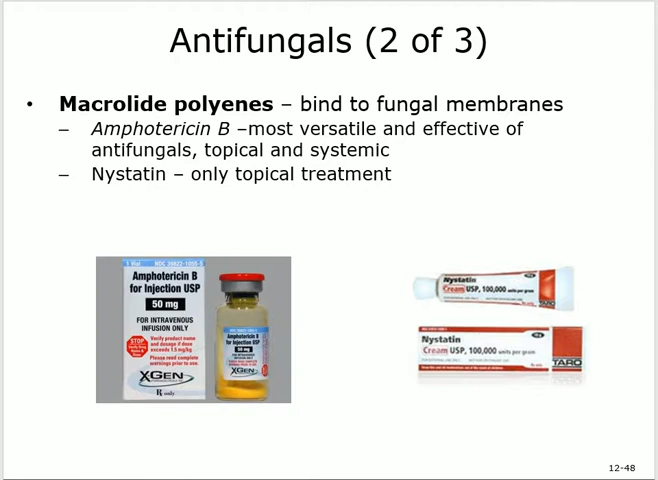 Antifungals (2 of 3)
• Macrolide polyenes – bind to fungal membranes
– Amphotericin B –most versatile and effective of
antifungals, topical and systemic
– Nystatin – only topical treatment
1 Vial
Amphotericin B
for Injection USP
50 mg
FOR INTRAVENOUS
INFUSION ONLY
STOP
Verify product name
and dosage if dose
exceeds 1.5 mg/kg
Please read complete
warnings prior to use.
XGEN
Rx only
Amphotericin B
for Injection USP
50 mg
XGEN
Nystatin
Cream USP, 100,000 units per gram
TARO
Nystatin
Cream USP, 100,000 units per gram
TARO
12-48